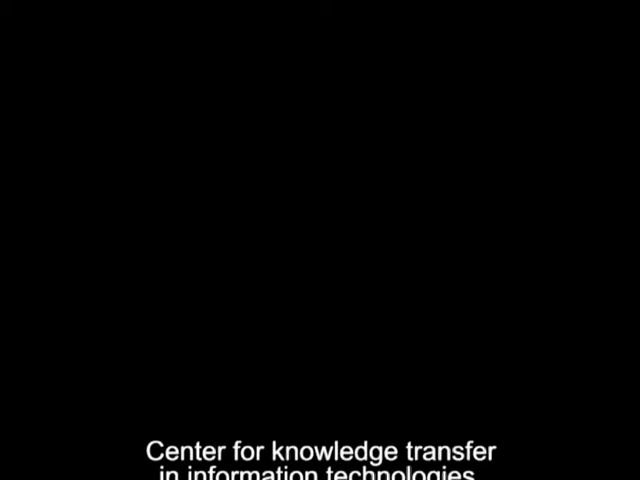 Center for knowledge transfer
in information technologies